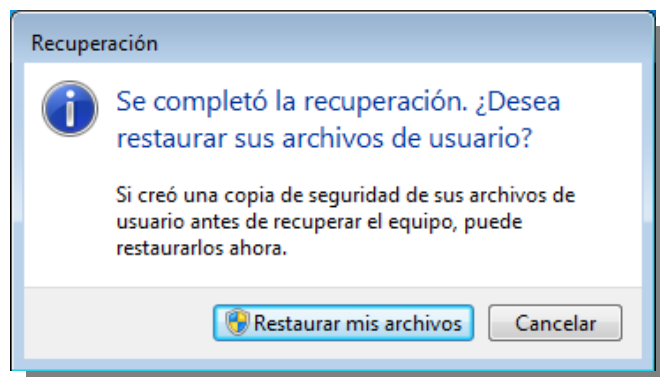 Recuperación
Se completó la recuperación. ¿Desea
restaurar sus archivos de usuario?
Si creó una copia de seguridad de sus archivos de
usuario antes de recuperar el equipo, puede
restaurarlos ahora.
Restaurar mis archivos
Cancelar